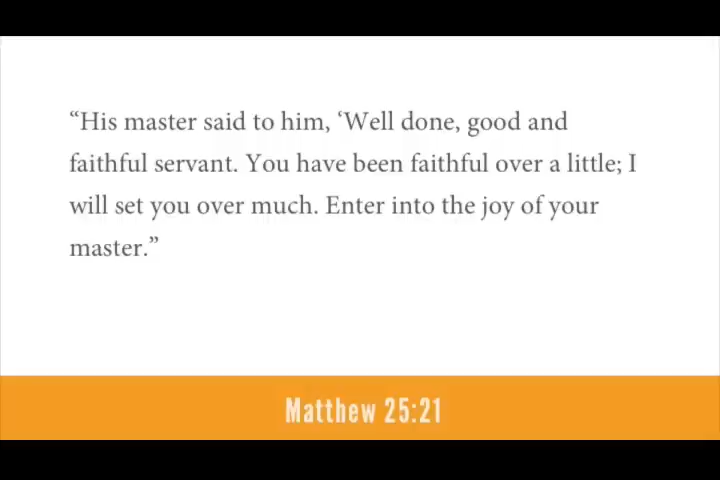 “His master said to him, ‘Well done, good and
faithful servant. You have been faithful over a little; I
will set you over much. Enter into the joy of your
master.”
Matthew 25:21